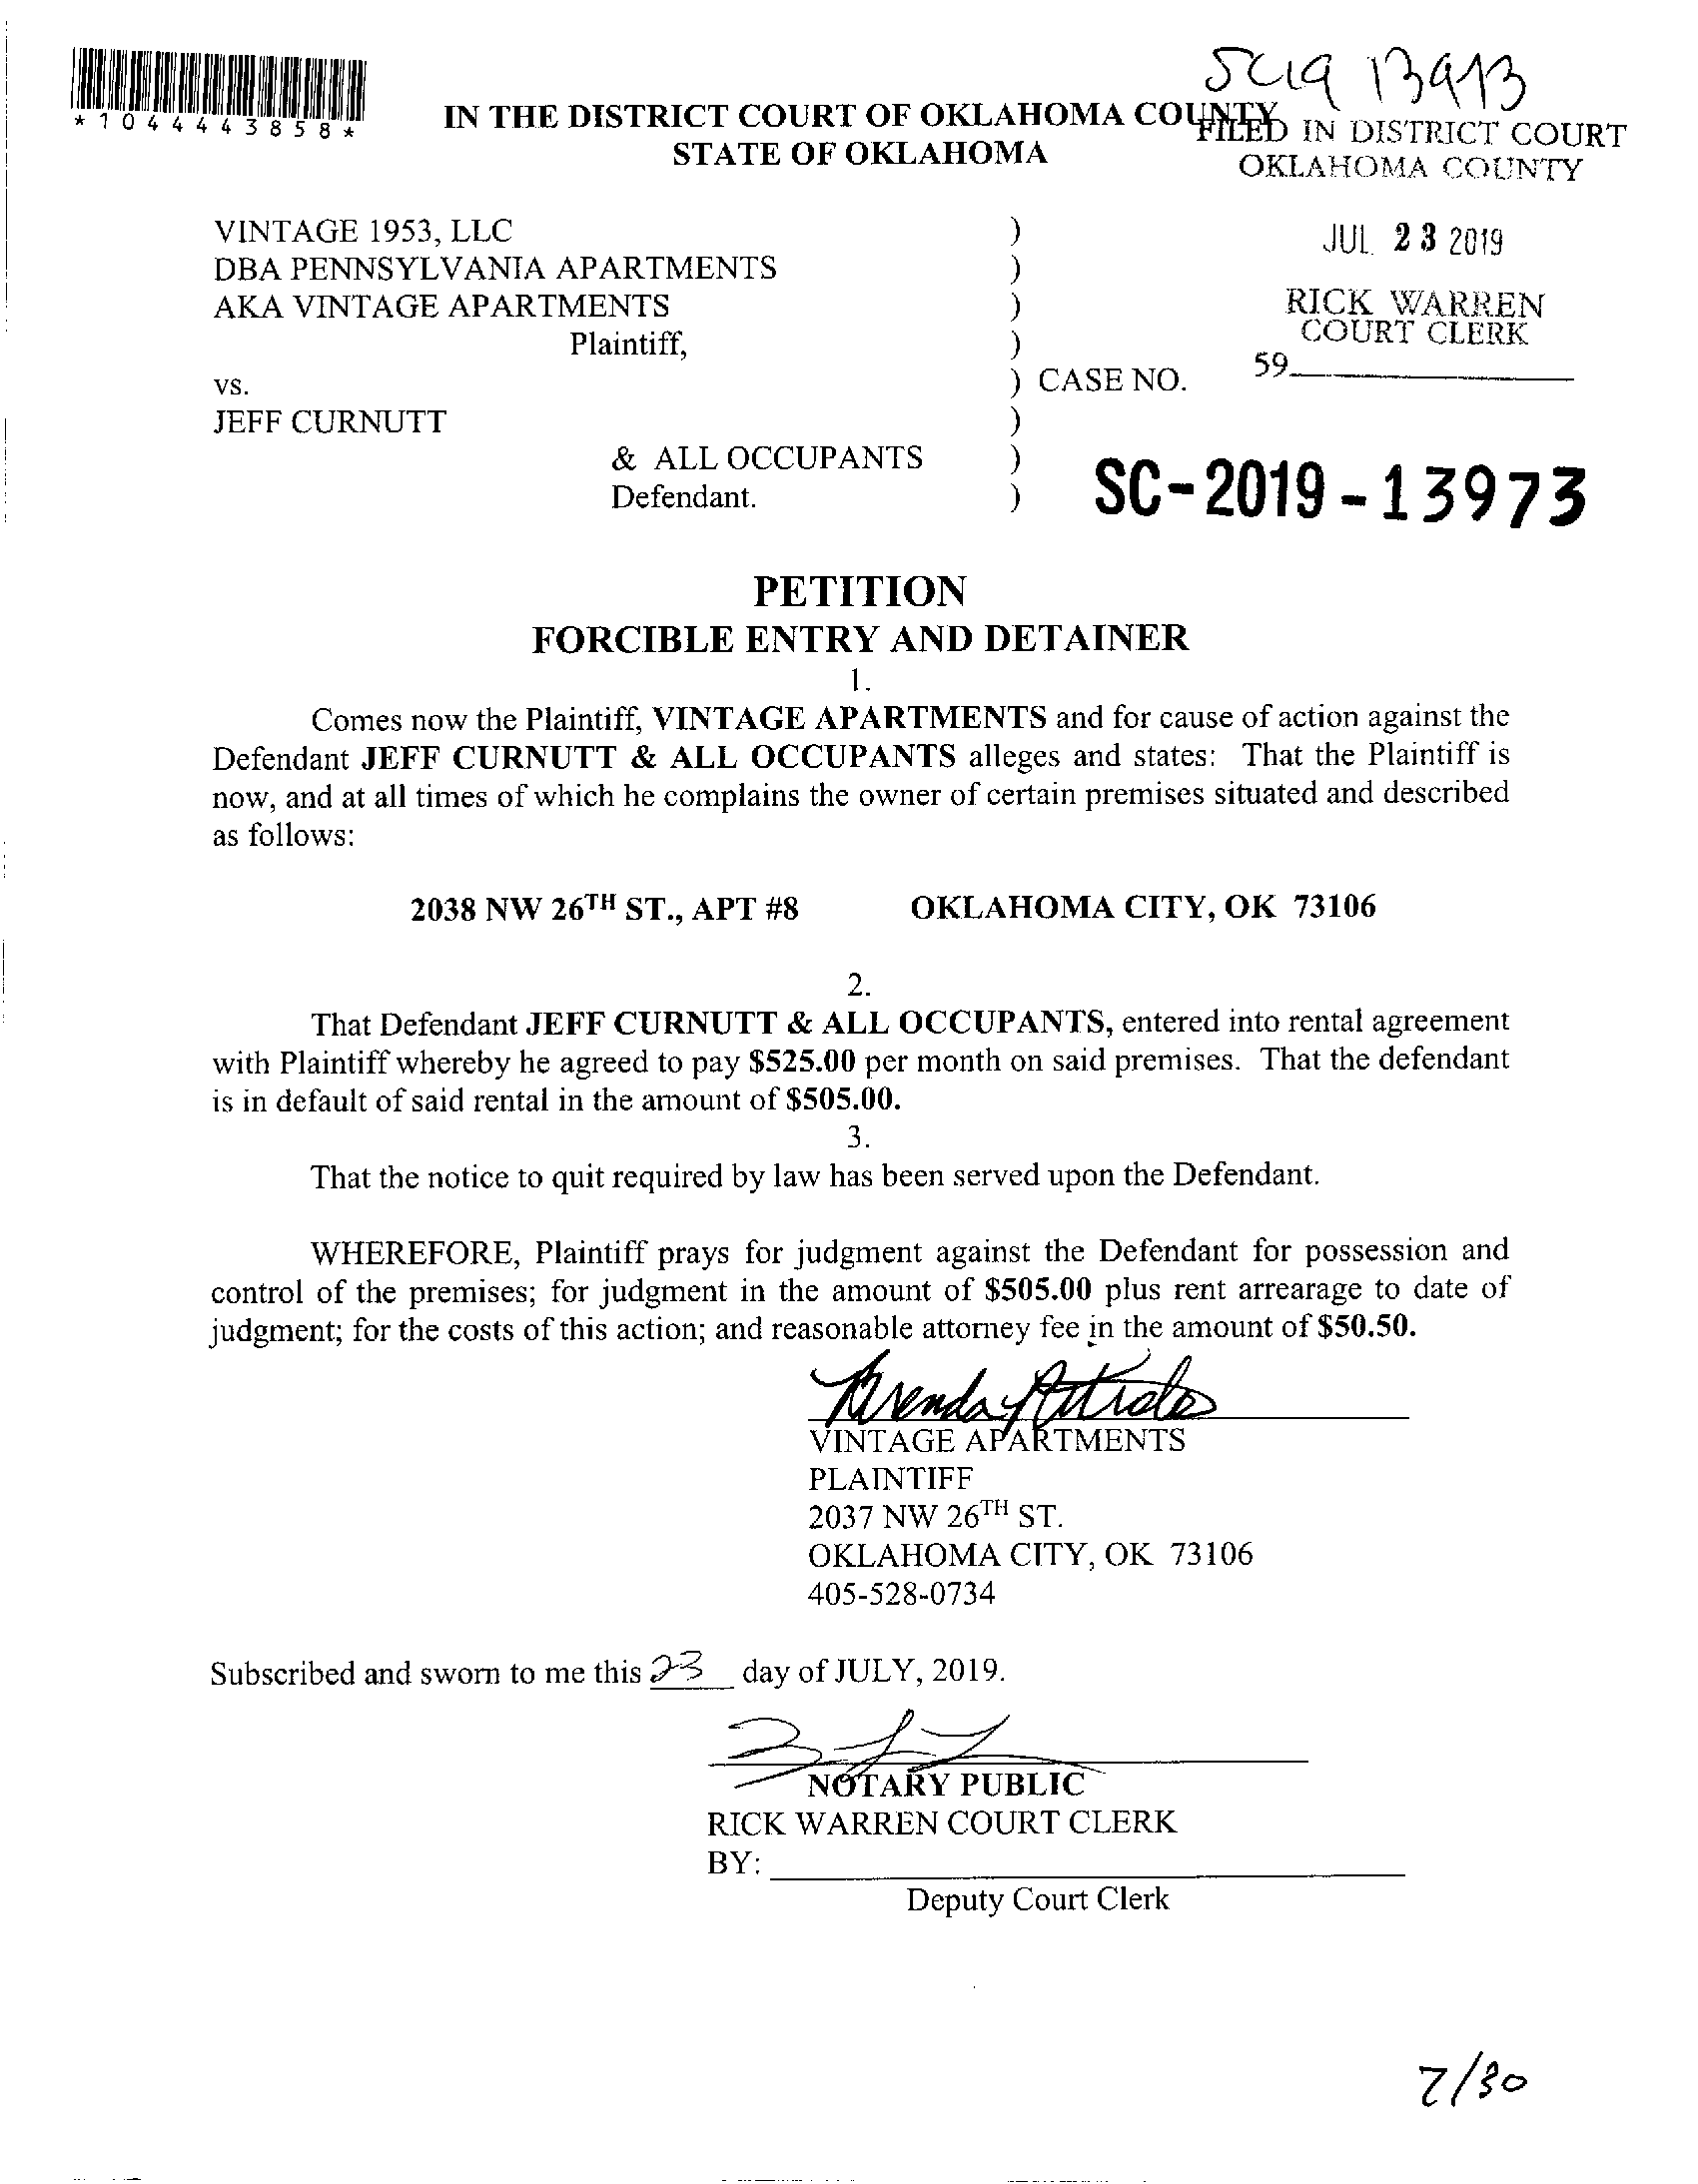 SC19 13973
*1044443858*
IN THE DISTRICT COURT OF OKLAHOMA COUNTY
STATE OF OKLAHOMA
FILED IN DISTRICT COURT
OKLAHOMA COUNTY
VINTAGE 1953, LLC )
JUL 23 2019
DBA PENNSYLVANIA APARTMENTS )
AKA VINTAGE APARTMENTS )
RICK WARREN
COURT CLERK
Plaintiff, )
59
vs. ) CASE NO.
JEFF CURNUTT )
& ALL OCCUPANTS )
Defendant. )
SC-2019-13973
PETITION
FORCIBLE ENTRY AND DETAINER
1.
Comes now the Plaintiff, VINTAGE APARTMENTS and for cause of action against the
Defendant JEFF CURNUTT & ALL OCCUPANTS alleges and states: That the Plaintiff is
now, and at all times of which he complains the owner of certain premises situated and described
as follows:
2038 NW 26TH ST., APT #8 OKLAHOMA CITY, OK 73106
2.
That Defendant JEFF CURNUTT & ALL OCCUPANTS, entered into rental agreement
with Plaintiff whereby he agreed to pay $525.00 per month on said premises. That the defendant
is in default of said rental in the amount of $505.00.
3.
That the notice to quit required by law has been served upon the Defendant.
WHEREFORE, Plaintiff prays for judgment against the Defendant for possession and
control of the premises; for judgment in the amount of $505.00 plus rent arrearage to date of
judgment; for the costs of this action; and reasonable attorney fee in the amount of $50.50.
Brenda
VINTAGE APARTMENTS
PLAINTIFF
2037 NW 26TH ST.
OKLAHOMA CITY, OK 73106
405-528-0734
Subscribed and sworn to me this 23 day of JULY, 2019.
NOTARY PUBLIC
RICK WARREN COURT CLERK
BY:
Deputy Court Clerk
7/30